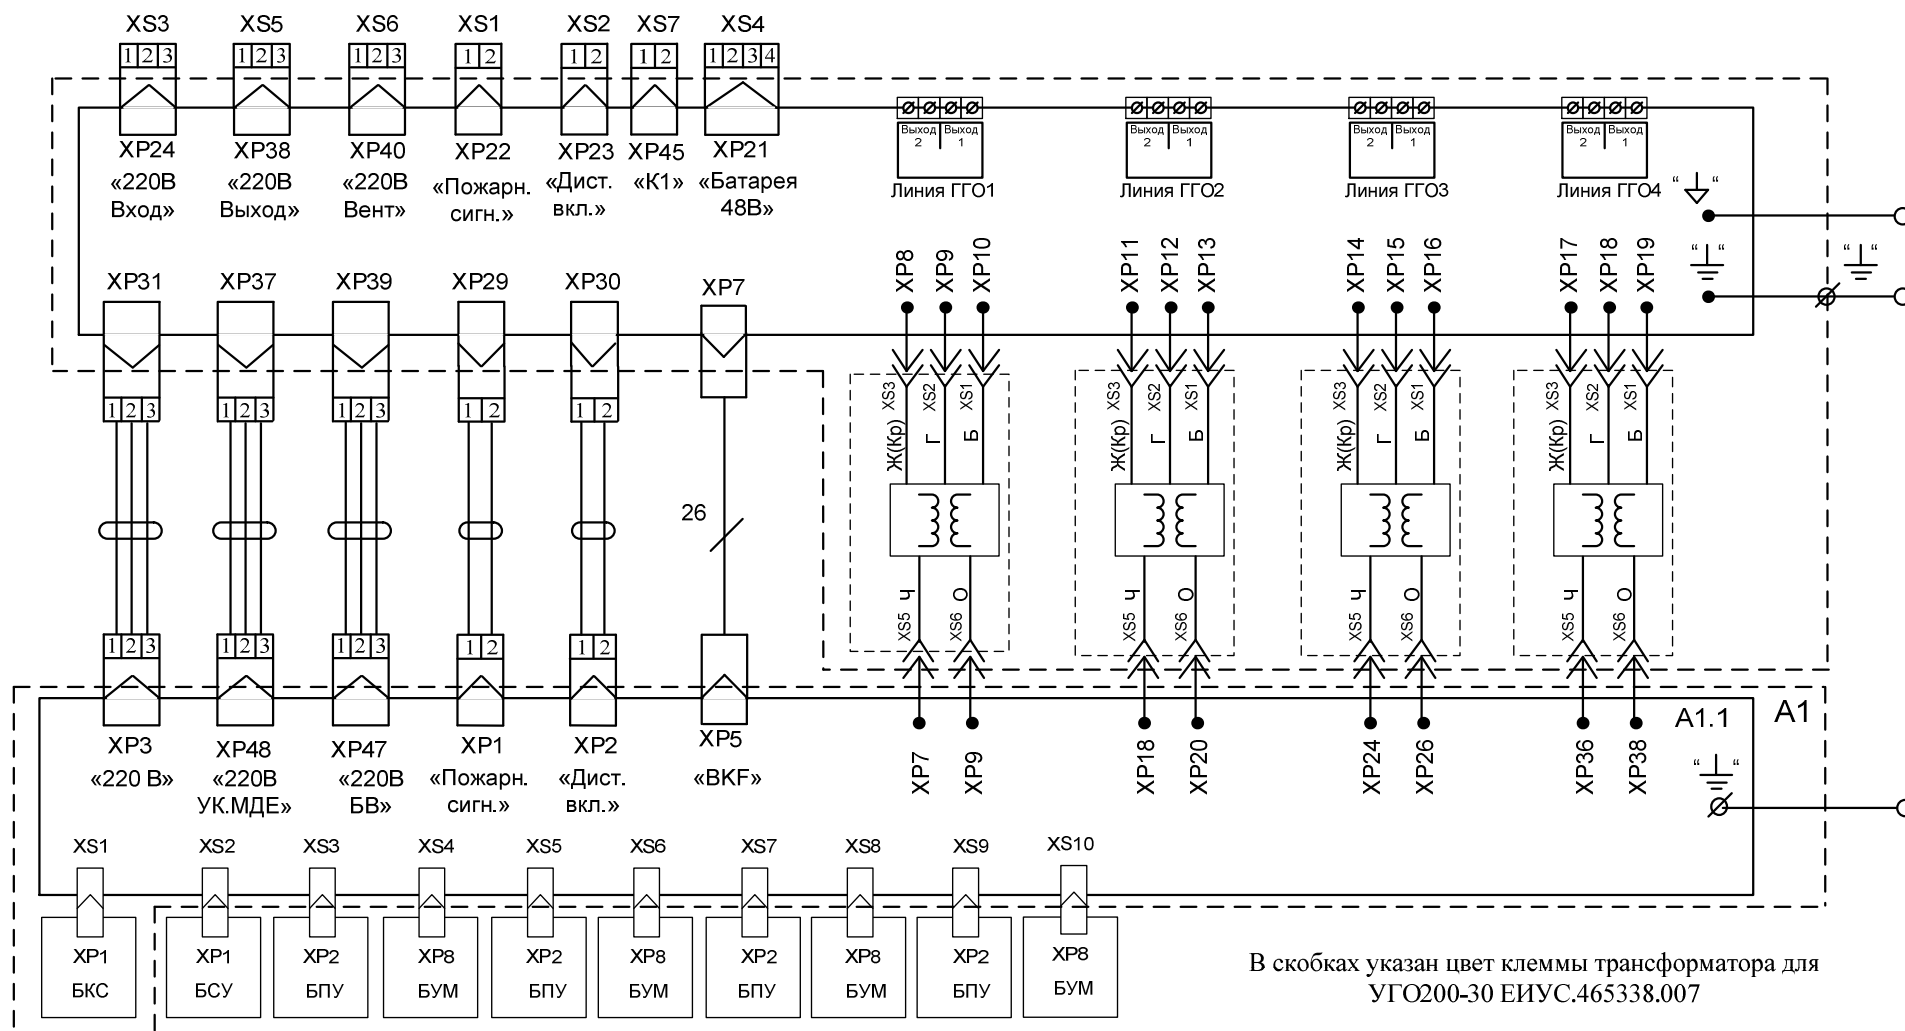 XS3 XS5 XS6 XS1 XS2 XS7 XS4
1 2 3 1 2 3 1 2 3 1 2 1 2 1 2 1 2 3 4
Выход 2 Выход 1 Выход 2 Выход 1 Выход 2 Выход 1 Выход 2 Выход 1
XP24 XP38 XP40 XP22 XP23 XP45 XP21
«220В Вход» «220В Выход» «220В Вент» «Пожарн. сигн.» «Дист. вкл.» «К1» «Батарея 48В»
Линия ГГО1 Линия ГГО2 Линия ГГО3 Линия ГГО4
“ “
“ “ “ “
XP8 XP9 XP10 XP11 XP12 XP13 XP14 XP15 XP16 XP17 XP18 XP19
XP31 XP37 XP39 XP29 XP30 XP7
1 2 3 1 2 3 1 2 3 1 2 1 2
XS3 XS2 XS1 XS3 XS2 XS1 XS3 XS2 XS1 XS3 XS2 XS1
Ж(Кр) Г Б Ж(Кр) Г Б Ж(Кр) Г Б Ж(Кр) Г Б
26
Ч О Ч О Ч О Ч О
XS5 XS6 XS5 XS6 XS5 XS6 XS5 XS6
1 2 3 1 2 3 1 2 3 1 2 1 2
A1.1 A1
XP3 XP48 XP47 XP1 XP2 XP5
«220 В» «220В УК.МДЕ» «220В БВ» «Пожарн. сигн.» «Дист. вкл.» «BKF»
XP7 XP9 XP18 XP20 XP24 XP26 XP36 XP38
“ “
XS1 XS2 XS3 XS4 XS5 XS6 XS7 XS8 XS9 XS10
XP1 XP1 XP2 XP8 XP2 XP8 XP2 XP8 XP2 XP8
БКС БСУ БПУ БУМ БПУ БУМ БПУ БУМ БПУ БУМ
В скобках указан цвет клеммы трансформатора для
УГО200-30 ЕИУС.465338.007